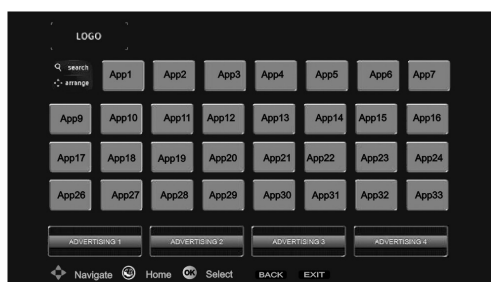 LOGO
search
arrange
App1 App2 App3 App4 App5 App6 App7
App9 App10 App11 App12 App13 App14 App15 App16
App17 App18 App19 App20 App21 App22 App23 App24
App26 App27 App28 App29 App30 App31 App32 App33
ADVERTISING 1 ADVERTISING 2 ADVERTISING 3 ADVERTISING 4
Navigate Home OK Select BACK EXIT